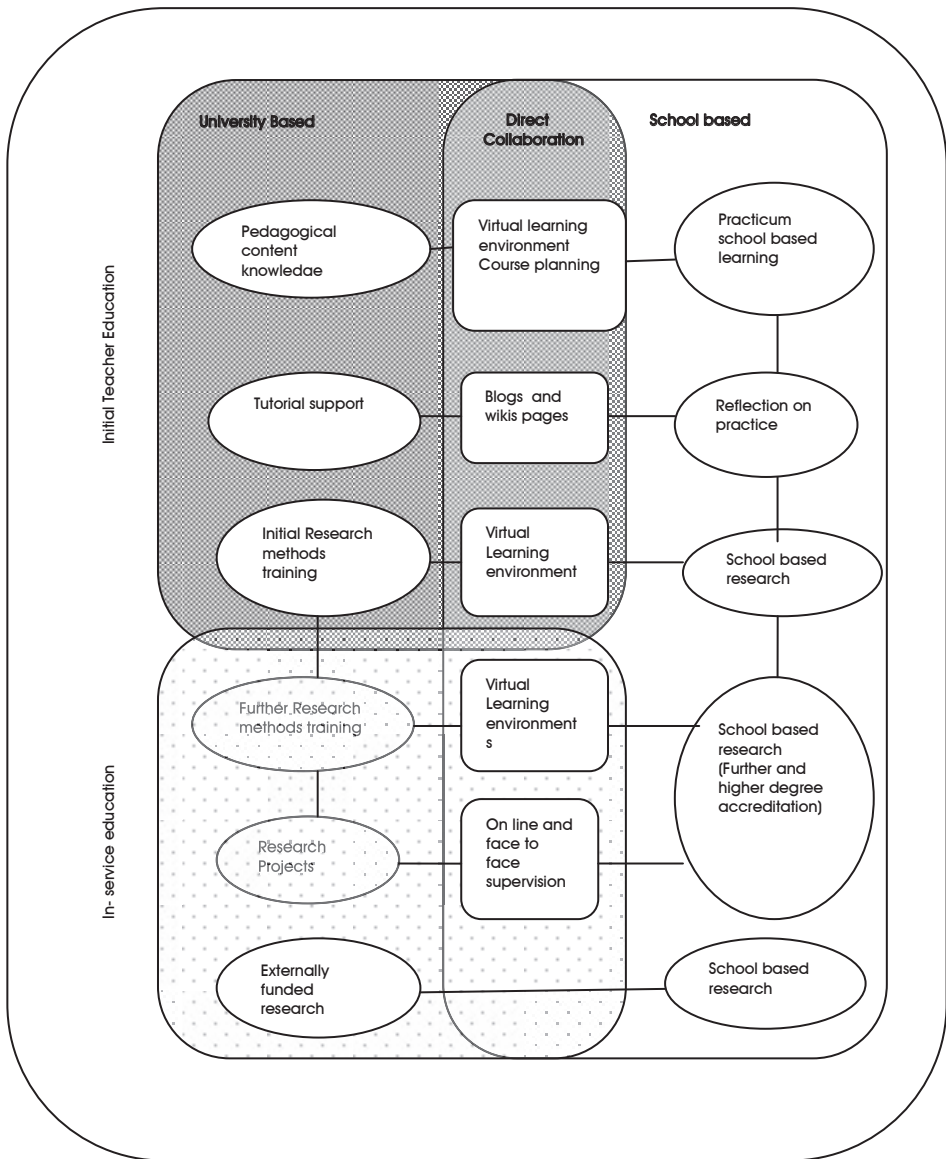 University Based
Direct
Collaboration
School based
Initial Teacher Education
Pedagogical
content
knowledae
Virtual learning
environment
Course planning
Practicum
school based
learning
Tutorial support
Blogs and
wikis pages
Reflection on
practice
Initial Research
methods
training
Virtual
Learning
environment
School based
research
In- service education
Further Research
methods training
Virtual
Learning
environment
s
School based
research
(Further and
higher degree
accreditation)
Research
Projects
On line and
face to
face
supervision
Externally
funded
research
School based
research